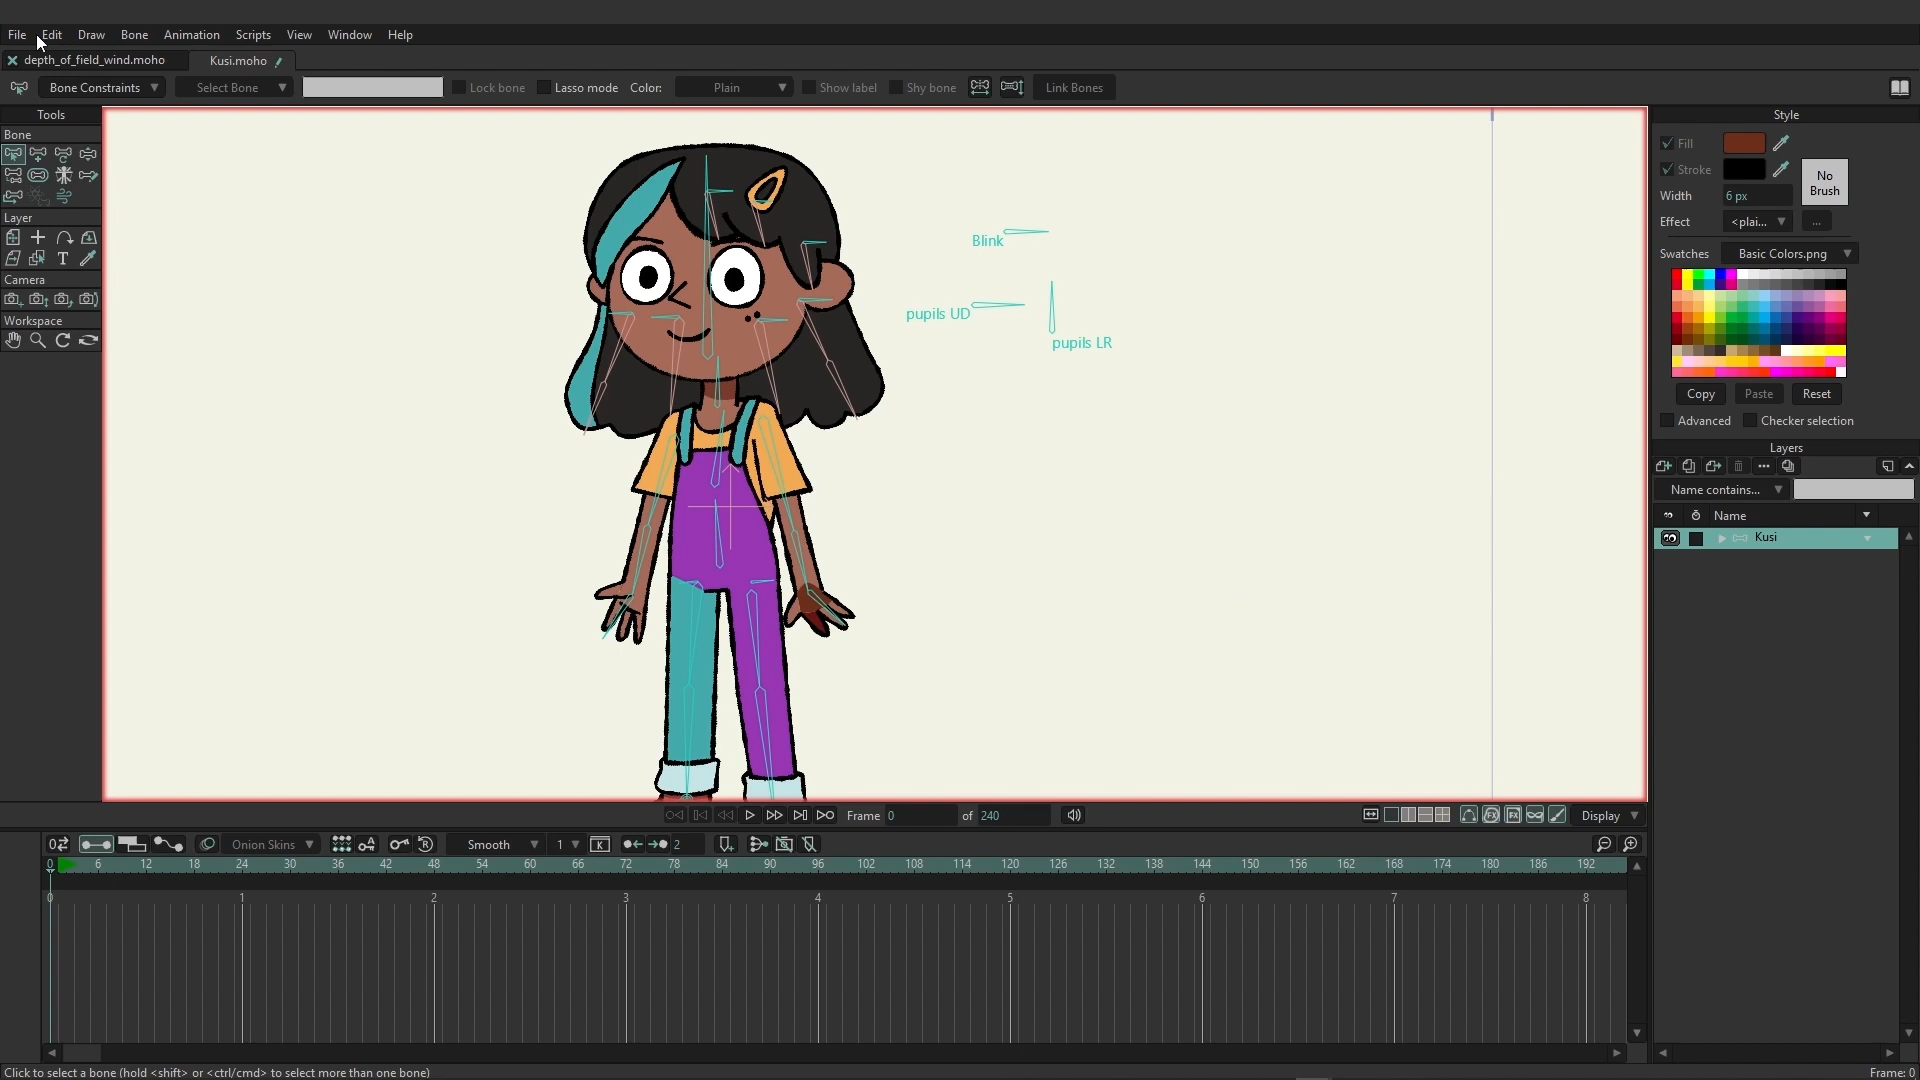 File Edit Draw Bone Animation Scripts View Window Help
depth_of_field_wind.moho Kusi.moho
Bone Constraints Select Bone Lock bone Lasso mode Color: Plain Show label Shy bone Link Bones
Tools
Bone
Layer
T
Camera
Workspace
Blink
pupils UD
pupils LR
Style
Fill
Stroke
No Brush
Width 6 px
Effect <plai... ...
Swatches Basic Colors.png
Copy Paste Reset
Advanced Checker selection
Layers
Name contains...
Name
Kusi
Frame 0 of 240
Display
Onion Skins Smooth 1 K 2
0 6 12 18 24 30 36 42 48 54 60 66 72 78 84 90 96 102 108 114 120 126 132 138 144 150 156 162 168 174 180 186 192
0 1 2 3 4 5 6 7 8
Click to select a bone (hold <shift> or <ctrl/cmd> to select more than one bone)
Frame: 0